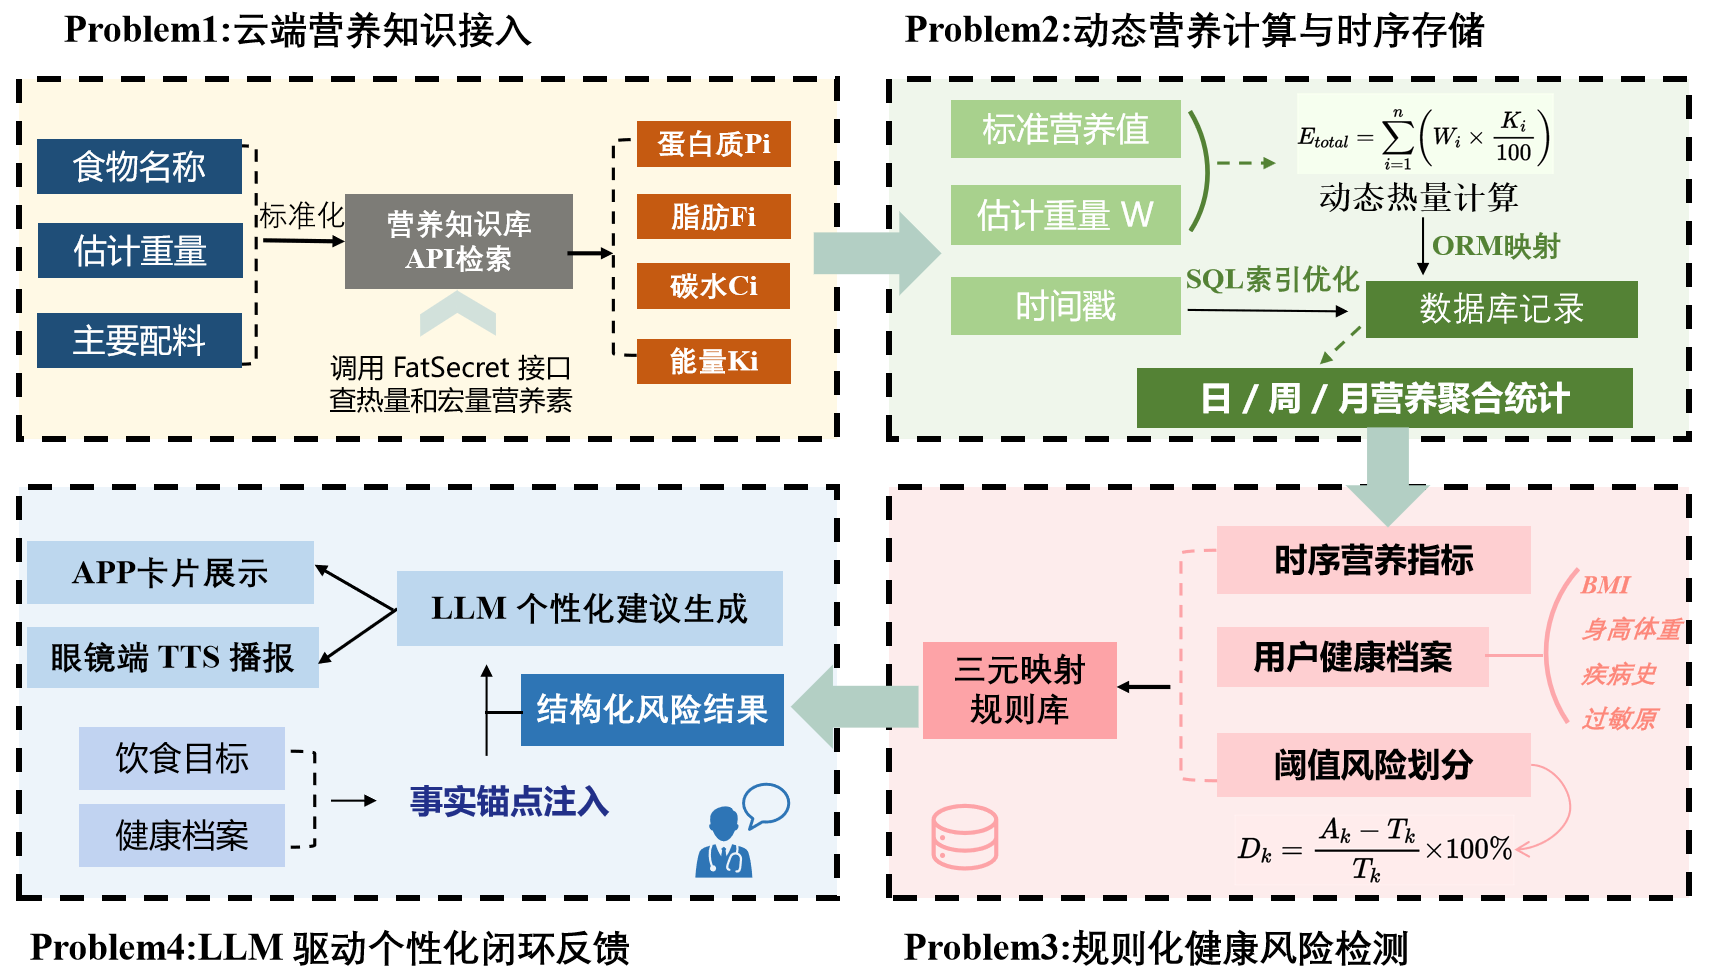 Problem1:云端营养知识接入
食物名称
估计重量
主要配料
标准化
营养知识库
API检索
调用 FatSecret 接口
查热量和宏量营养素
蛋白质Pi
脂肪Fi
碳水Ci
能量Ki
Problem2:动态营养计算与时序存储
标准营养值
估计重量 W
时间戳
E_{total} = \sum_{i=1}^{n} \left( W_i \times \frac{K_i}{100} \right)
动态热量计算
ORM映射
SQL索引优化
数据库记录
日 / 周 / 月营养聚合统计
时序营养指标
用户健康档案
阈值风险划分
BMI
身高体重
疾病史
过敏原
三元映射
规则库
D_k = \frac{A_k - T_k}{T_k} \times 100\%
Problem3:规则化健康风险检测
APP卡片展示
眼镜端 TTS 播报
LLM 个性化建议生成
结构化风险结果
饮食目标
健康档案
事实锚点注入
Problem4:LLM 驱动个性化闭环反馈